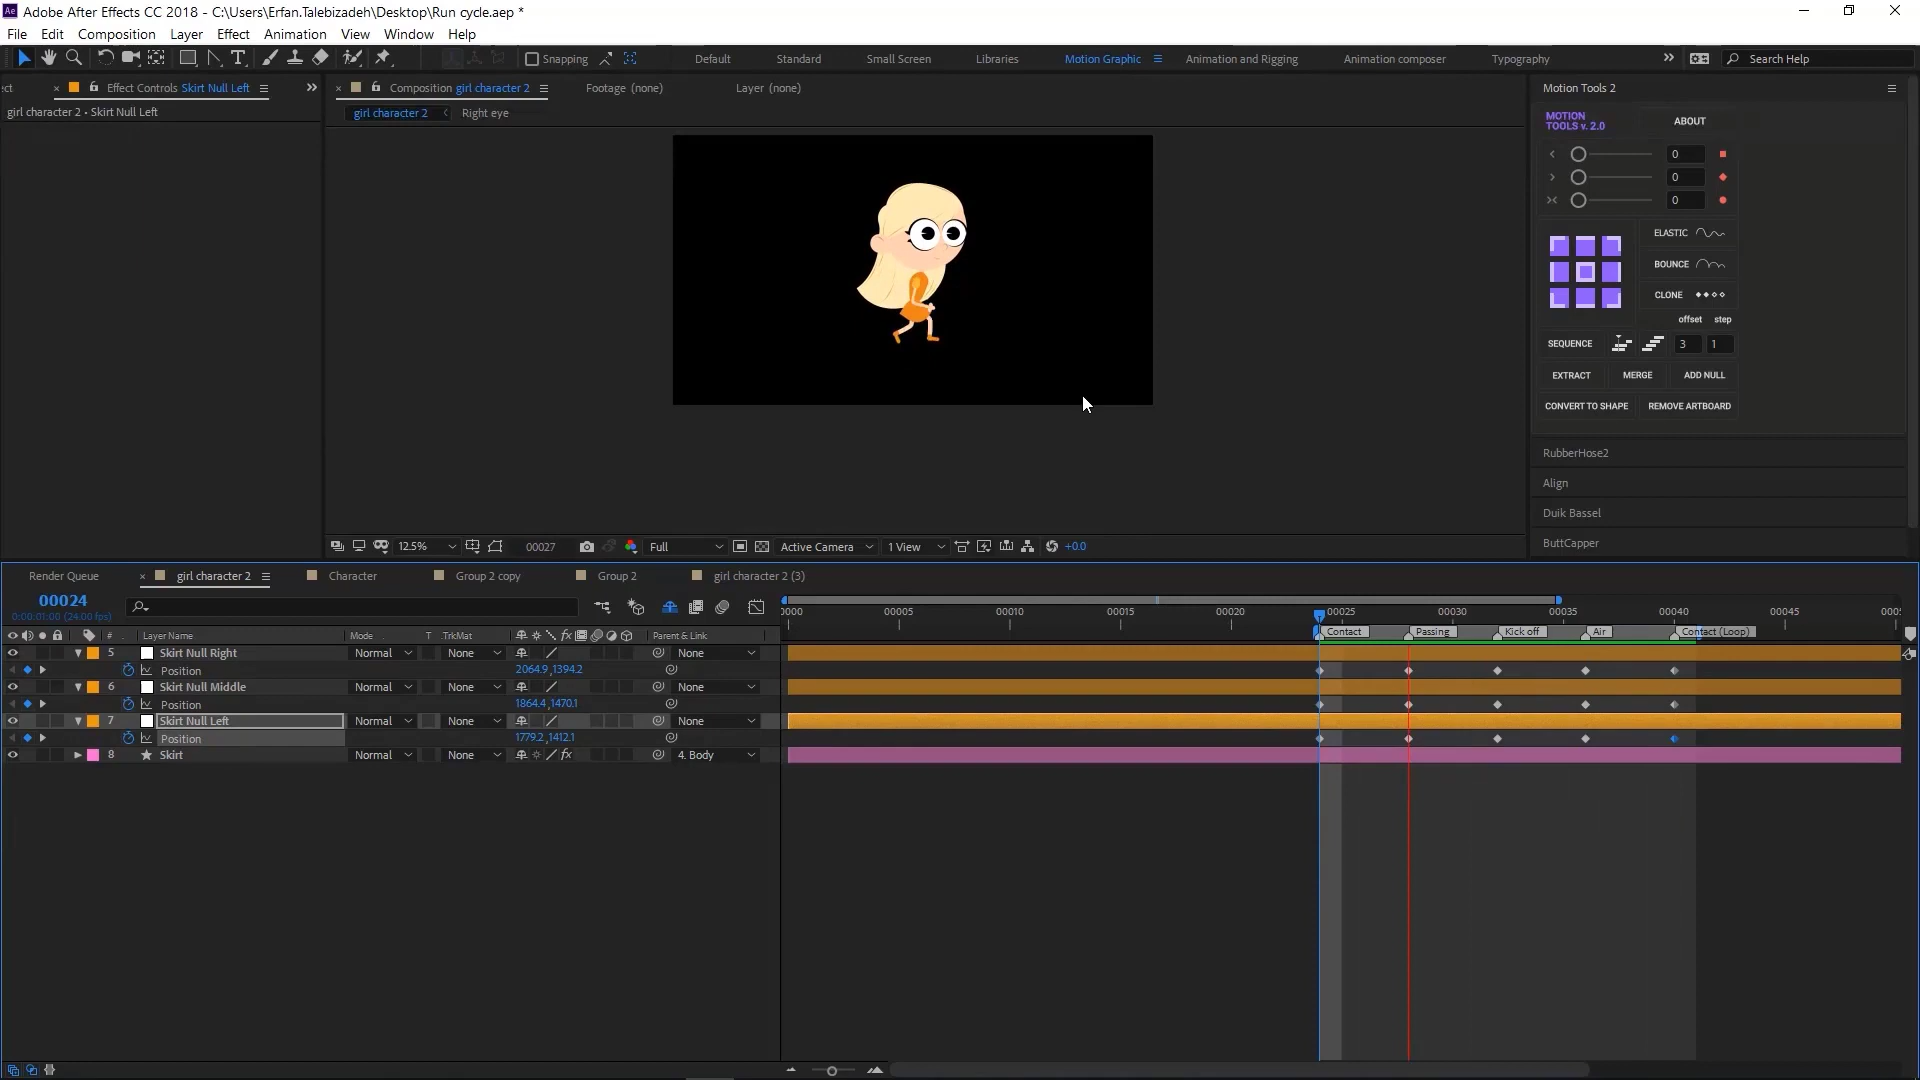 Ae Adobe After Effects CC 2018 - C:\Users\Erfan.Talebizadeh\Desktop\Run cycle.aep *
File Edit Composition Layer Effect Animation View Window Help
Snapping Default Standard Small Screen Libraries Motion Graphic Animation and Rigging Animation composer Motion Typography Search Help
ct Effect Controls Skirt Null Left Composition girl character 2 Footage (none) Layer (none) Motion Tools 2
girl character 2 • Skirt Null Left girl character 2 Right eye
MOTION
TOOLS v. 2.0 ABOUT
0
0
0
ELASTIC
BOUNCE
CLONE
offset step
SEQUENCE 3 1
EXTRACT MERGE ADD NULL
CONVERT TO SHAPE REMOVE ARTBOARD
RubberHose2
Align
Duik Bassel
ButtCapper
12.5% 00027 Full Active Camera 1 View +0.0
Render Queue girl character 2 Character Group 2 copy Group 2 girl character 2 (3)
00024
0:00:01:00 (24.00 fps)
0000 00005 00010 00015 00020 00025 00030 00035 00040 00045 0005
Contact Passing Kick off Air Contact (Loop)
# Layer Name Mode T .TrkMat fx Parent & Link
5 Skirt Null Right Normal None None
Position 2064.9,1394.2
6 Skirt Null Middle Normal None None
Position 1864.4,1470.1
7 Skirt Null Left Normal None None
Position 1779.2,1412.1
8 Skirt Normal None fx 4. Body